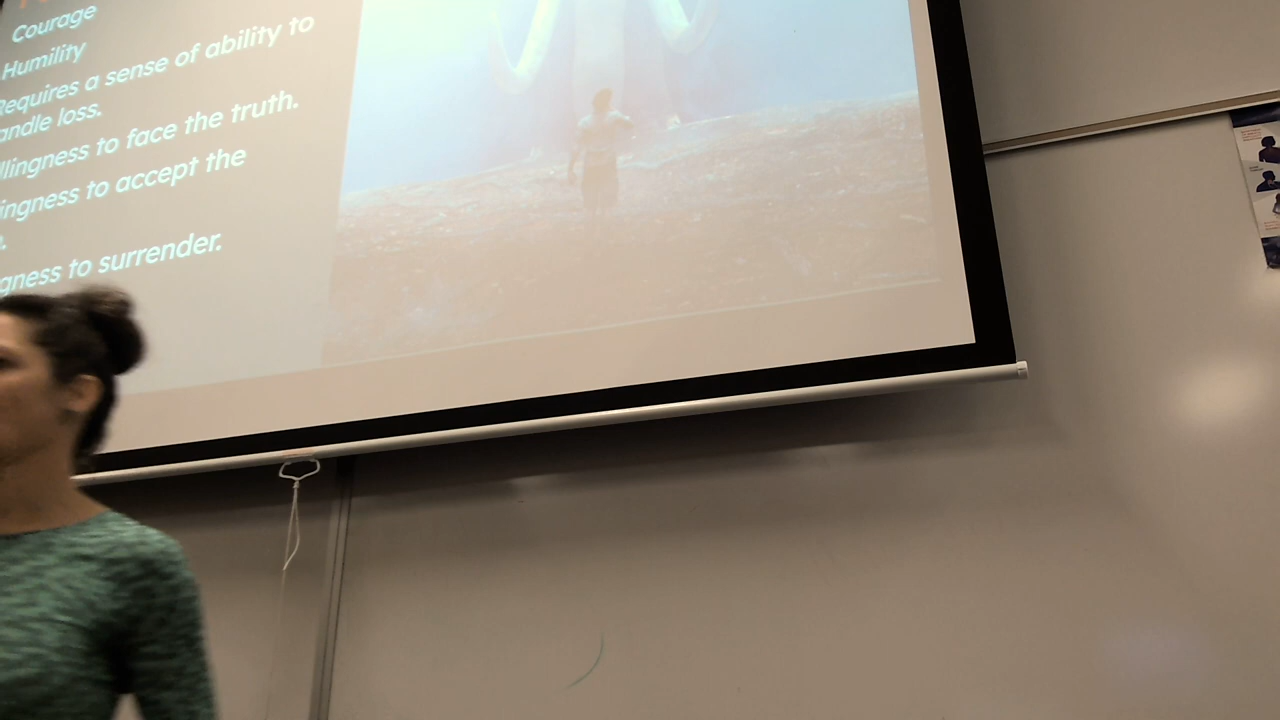 Courage
Humility
Requires a sense of ability to
andle loss.
llingness to face the truth.
ingness to accept the
gness to surrender.